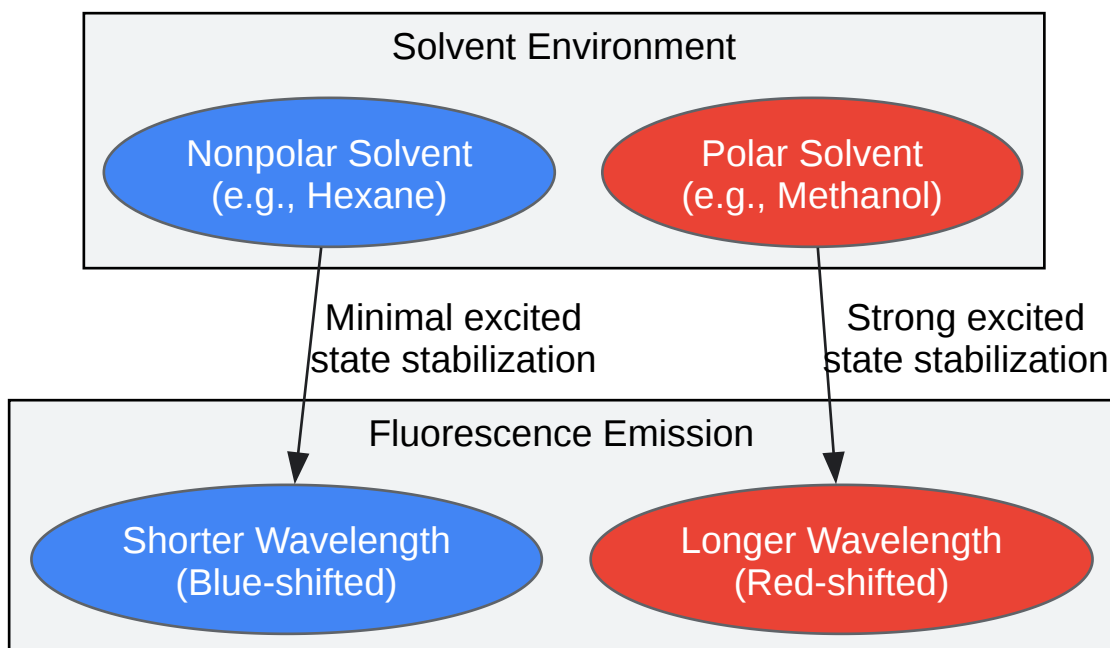 Solvent Environment
Nonpolar Solvent
(e.g., Hexane)
Polar Solvent
(e.g., Methanol)
Minimal excited
state stabilization
Strong excited
state stabilization
Fluorescence Emission
Shorter Wavelength
(Blue-shifted)
Longer Wavelength
(Red-shifted)